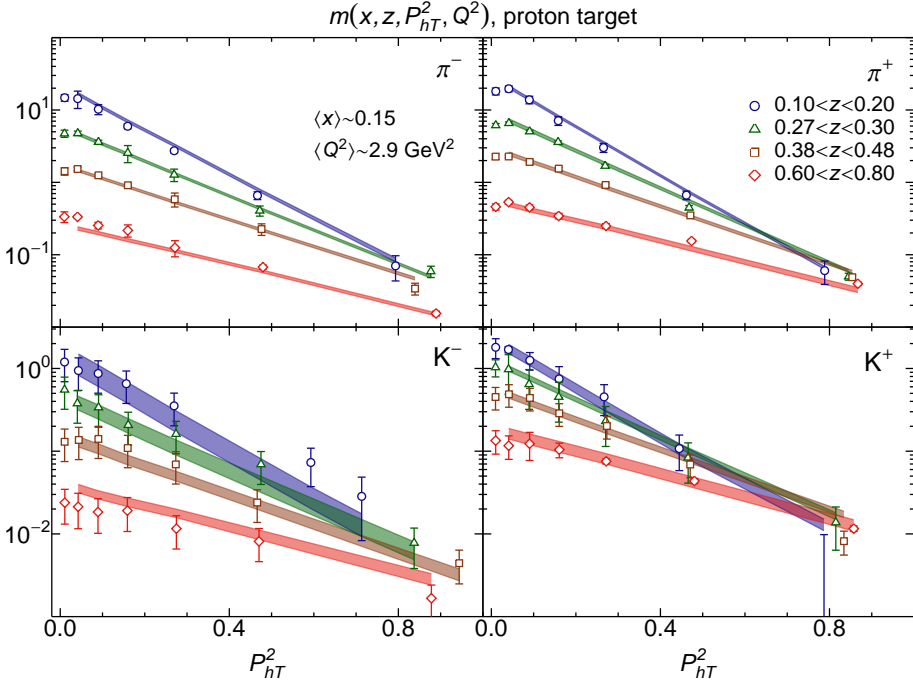 m(x, z, P²hT, Q²), proton target
π⁻
⟨x⟩~0.15
⟨Q²⟩~2.9 GeV²
π⁺
0.10<z<0.20
0.27<z<0.30
0.38<z<0.48
0.60<z<0.80
10¹
10⁻¹
K⁻
K⁺
10⁰
10⁻²
0.0 0.4 0.8 0.0 0.4 0.8
P²hT P²hT